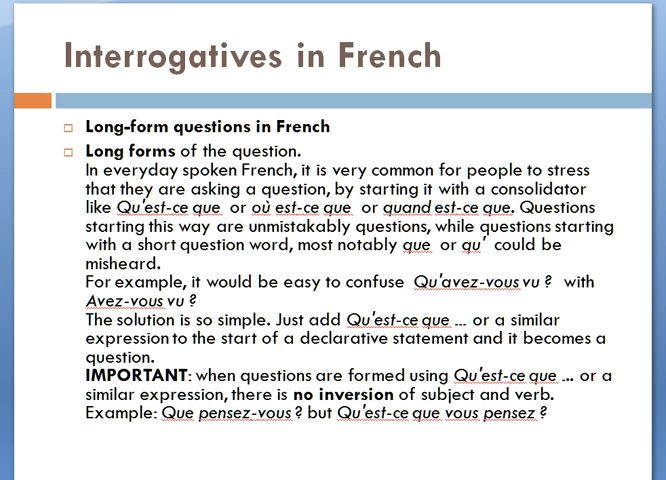 Interrogatives in French
Long-form questions in French
Long forms of the question.
In everyday spoken French, it is very common for people to stress
that they are asking a question, by starting it with a consolidator
like Qu'est-ce que or où est-ce que or quand est-ce que. Questions
starting this way are unmistakably questions, while questions starting
with a short question word, most notably que or qu' could be
misheard.
For example, it would be easy to confuse Qu'avez-vous vu ? with
Avez-vous vu ?
The solution is so simple. Just add Qu'est-ce que ... or a similar
expression to the start of a declarative statement and it becomes a
question.
IMPORTANT: when questions are formed using Qu'est-ce que ... or a
similar expression, there is no inversion of subject and verb.
Example: Que pensez-vous ? but Qu'est-ce que vous pensez ?